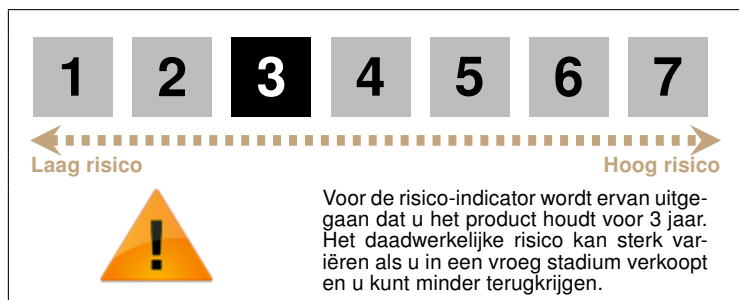 1 2 3 4 5 6 7
Laag risico Hoog risico
!
Voor de risico-indicator wordt ervan uitge-
gaan dat u het product houdt voor 3 jaar.
Het daadwerkelijke risico kan sterk var-
iëren als u in een vroeg stadium verkoopt
en u kunt minder terugkrijgen.